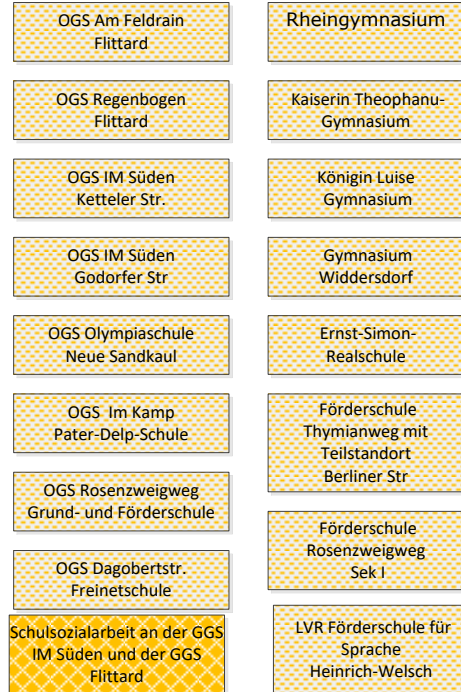 OGS Am Feldrain
Flittard
OGS Regenbogen
Flittard
OGS IM Süden
Ketteler Str.
OGS IM Süden
Godorfer Str
OGS Olympiaschule
Neue Sandkaul
OGS Im Kamp
Pater-Delp-Schule
OGS Rosenzweigweg
Grund- und Förderschule
OGS Dagobertstr.
Freinetschule
Schulsozialarbeit an der GGS
IM Süden und der GGS
Flittard
Rheingymnasium
Kaiserin Theophanu-
Gymnasium
Königin Luise
Gymnasium
Gymnasium
Widdersdorf
Ernst-Simon-
Realschule
Förderschule
Thymianweg mit
Teilstandort
Berliner Str
Förderschule
Rosenzweigweg
Sek I
LVR Förderschule für
Sprache
Heinrich-Welsch